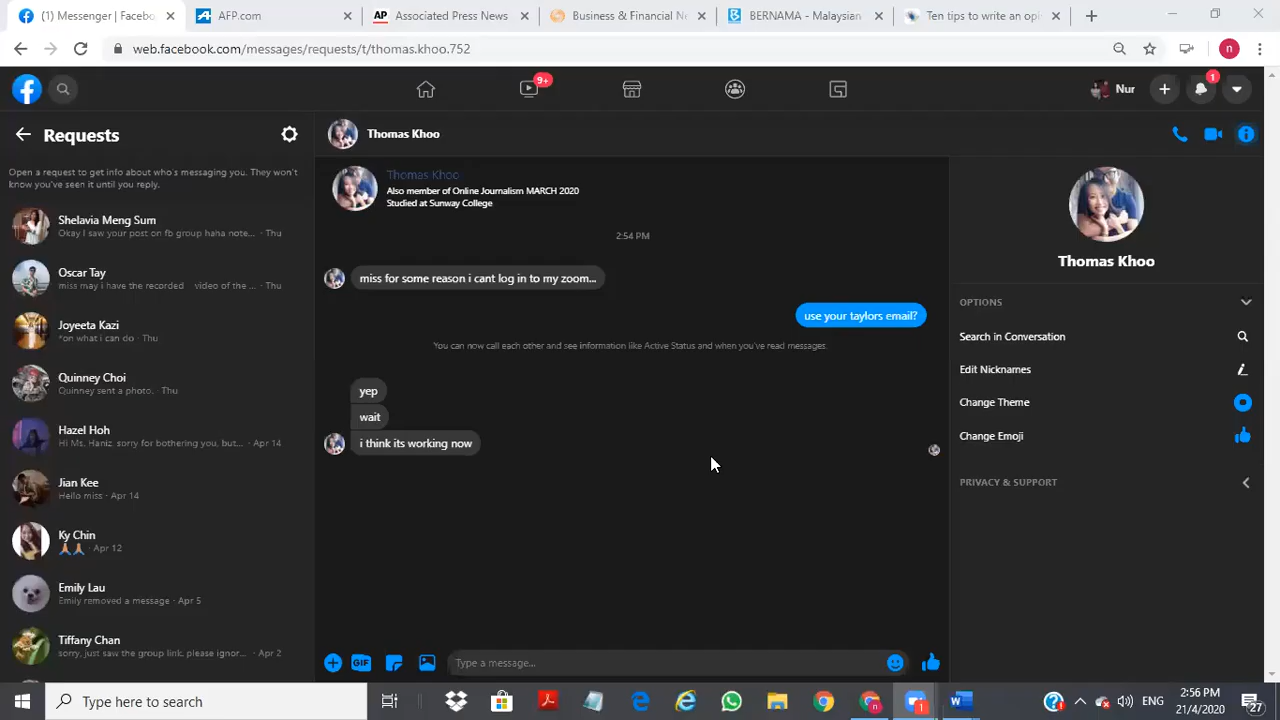 (1) Messenger | Facebo
AFP.com
AP
Associated Press News
Business & Financial Ne
BERNAMA - Malaysian
Ten tips to write an opi
web.facebook.com/messages/requests/t/thomas.khoo.752
n
9+
Nur
1
Requests
Open a request to get info about who's messaging you. They won't
know you've seen it until you reply.
Shelavia Meng Sum
Okay I saw your post on fb group haha note... · Thu
Oscar Tay
miss may i have the recorded video of the ... · Thu
Joyeeta Kazi
*on what i can do · Thu
Quinney Choi
Quinney sent a photo. · Thu
Hazel Hoh
Hi Ms. Haniz, sorry for bothering you, but... · Apr 14
Jian Kee
Hello miss · Apr 14
Ky Chin
🙏🙏 · Apr 12
Emily Lau
Emily removed a message · Apr 5
Tiffany Chan
sorry, just saw the group link, please ignor... · Apr 2
Thomas Khoo
Thomas Khoo
Also member of Online Journalism MARCH 2020
Studied at Sunway College
2:54 PM
miss for some reason i cant log in to my zoom...
use your taylors email?
You can now call each other and see information like Active Status and when you've read messages.
yep
wait
i think its working now
GIF
Type a message...
Thomas Khoo
OPTIONS
Search in Conversation
Edit Nicknames
Change Theme
Change Emoji
PRIVACY & SUPPORT
Type here to search
1
ENG
2:56 PM
21/4/2020
27